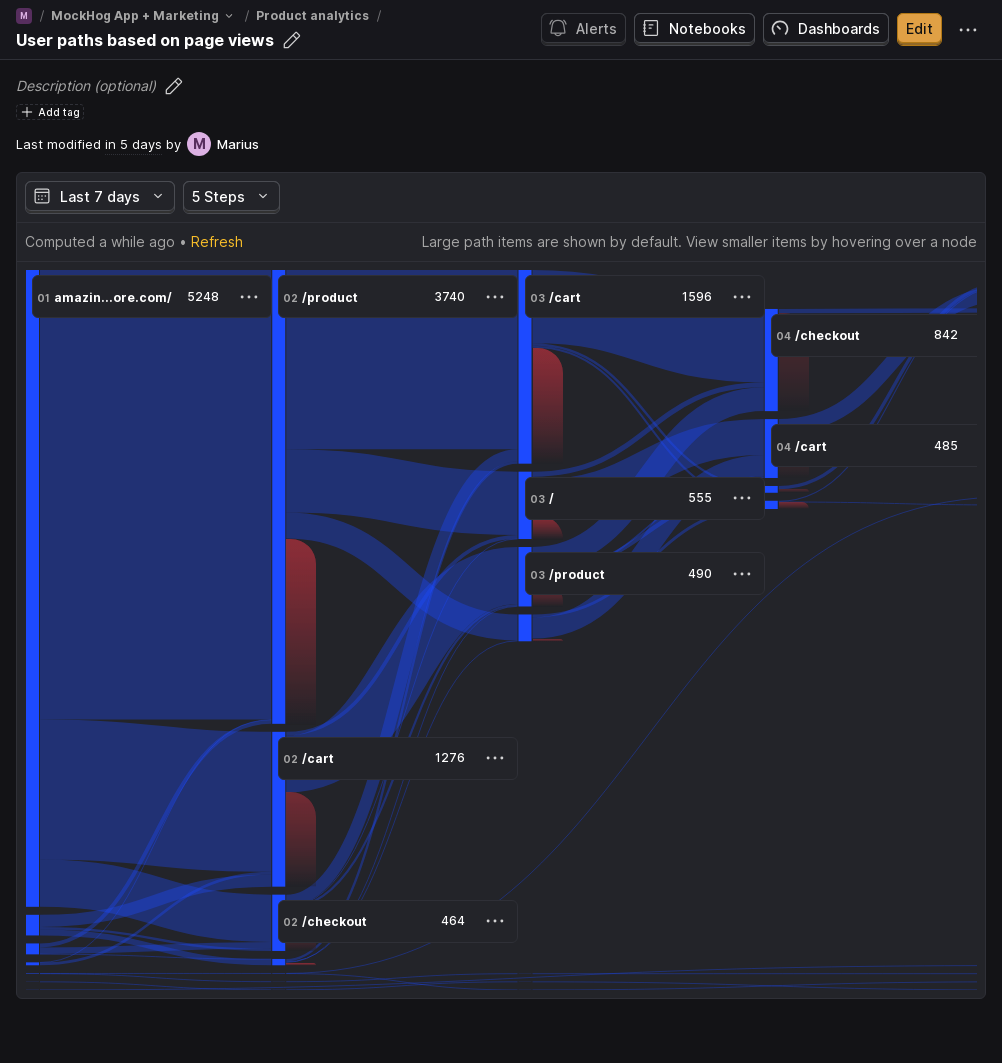 M / MockHog App + Marketing / Product analytics /
User paths based on page views
Alerts Notebooks Dashboards Edit
Description (optional)
Add tag
Last modified in 5 days by M Marius
Last 7 days 5 Steps
Computed a while ago • Refresh Large path items are shown by default. View smaller items by hovering over a node
01 amazin...ore.com/ 5248
02 /product 3740
03 /cart 1596
04 /checkout 842
04 /cart 485
03 / 555
03 /product 490
02 /cart 1276
02 /checkout 464